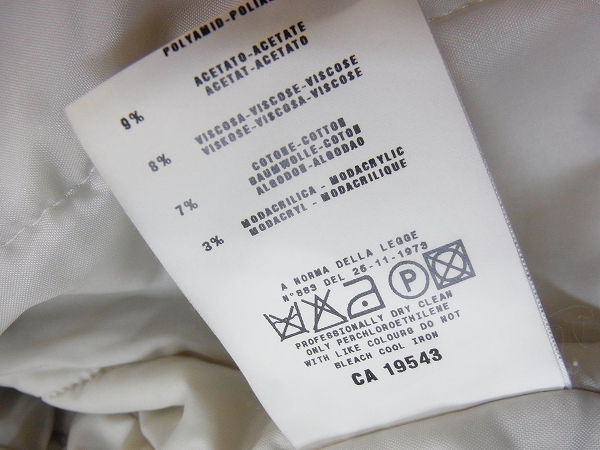 POLYAMID-POLIA
ACETATO-ACETATE
ACETAT-ACETATO
9%
VISCOSA-VISCOSE-VISCOSE
VISKOSE-VISCOSA-VISCOSE
8%
COTONE-COTTON
BAUMWOLLE-COTON
ALGODON-ALGODAO
7%
MODACRILICA - MODACRYLIC
MODACRYL - MODACRILIQUE
3%
A NORMA DELLA LEGGE
N°883 DEL 26-11-1973
P
PROFESSIONALLY DRY CLEAN
ONLY PERCHLOROETHILENE
WITH LIKE COLOURS DO NOT
BLEACH COOL IRON
CA 19543